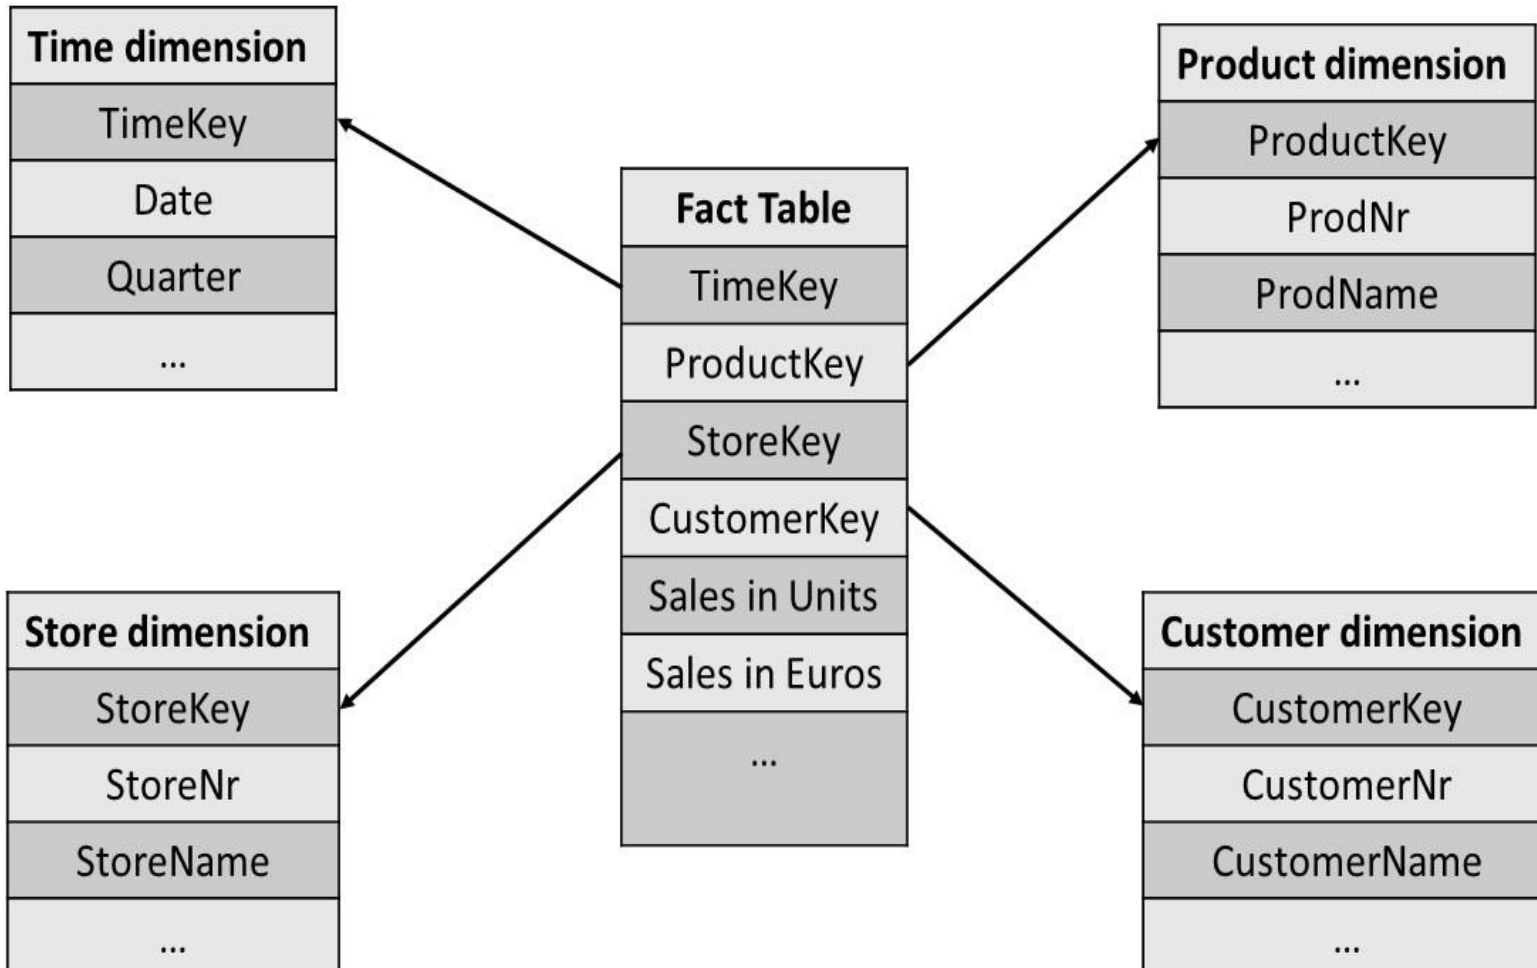 Time dimension
TimeKey
Date
Quarter
...
Product dimension
ProductKey
ProdNr
ProdName
...
Fact Table
TimeKey
ProductKey
StoreKey
CustomerKey
Sales in Units
Sales in Euros
...
Store dimension
StoreKey
StoreNr
StoreName
...
Customer dimension
CustomerKey
CustomerNr
CustomerName
...